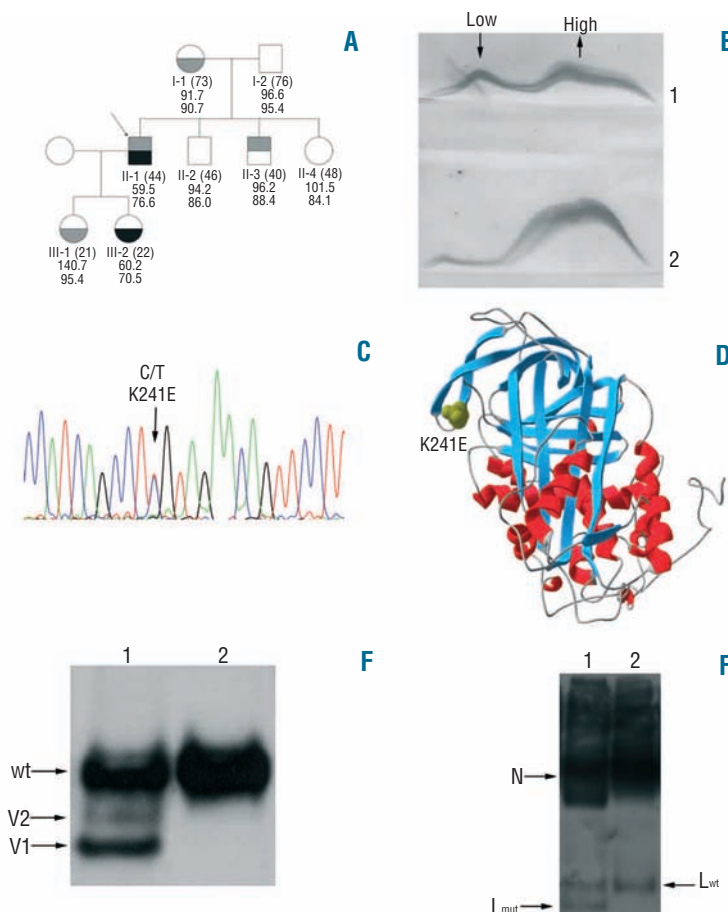 A
I-1 (73)
91.7
90.7
I-2 (76)
96.6
95.4
II-1 (44)
59.5
76.6
II-2 (46)
94.2
86.0
II-3 (40)
96.2
88.4
II-4 (48)
101.5
84.1
III-1 (21)
140.7
95.4
III-2 (22)
60.2
70.5
Low
High
1
2
C
C/T
K241E
D
K241E
F
1
2
wt
V2
V1
1
2
N
Lwt
Lmut